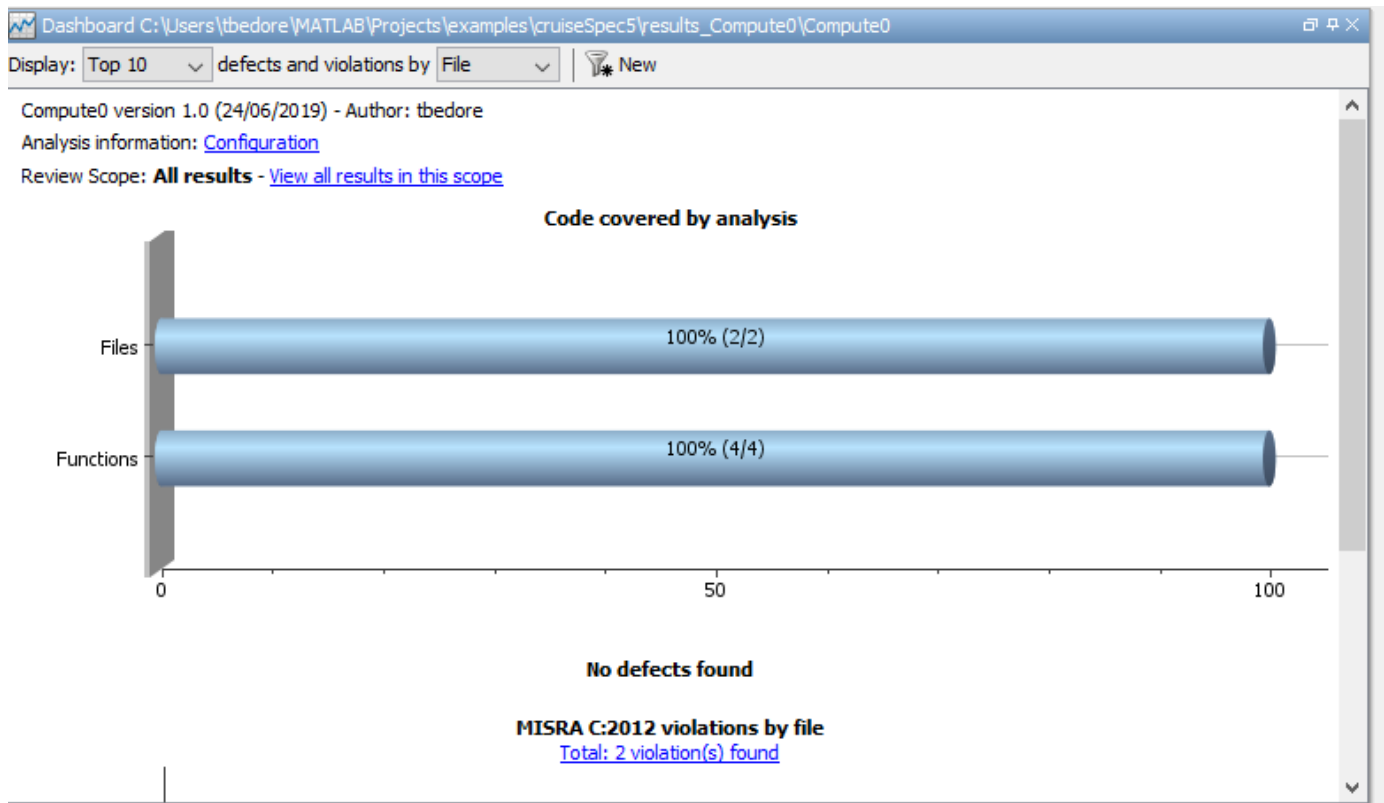 Dashboard C:\Users\tbedore\MATLAB\Projects\examples\cruiseSpec5\results_Compute0\Compute0
Display: Top 10 defects and violations by File New
Compute0 version 1.0 (24/06/2019) - Author: tbedore
Analysis information: Configuration
Review Scope: All results - View all results in this scope
Code covered by analysis
Files 100% (2/2)
Functions 100% (4/4)
0 50 100
No defects found
MISRA C:2012 violations by file
Total: 2 violation(s) found